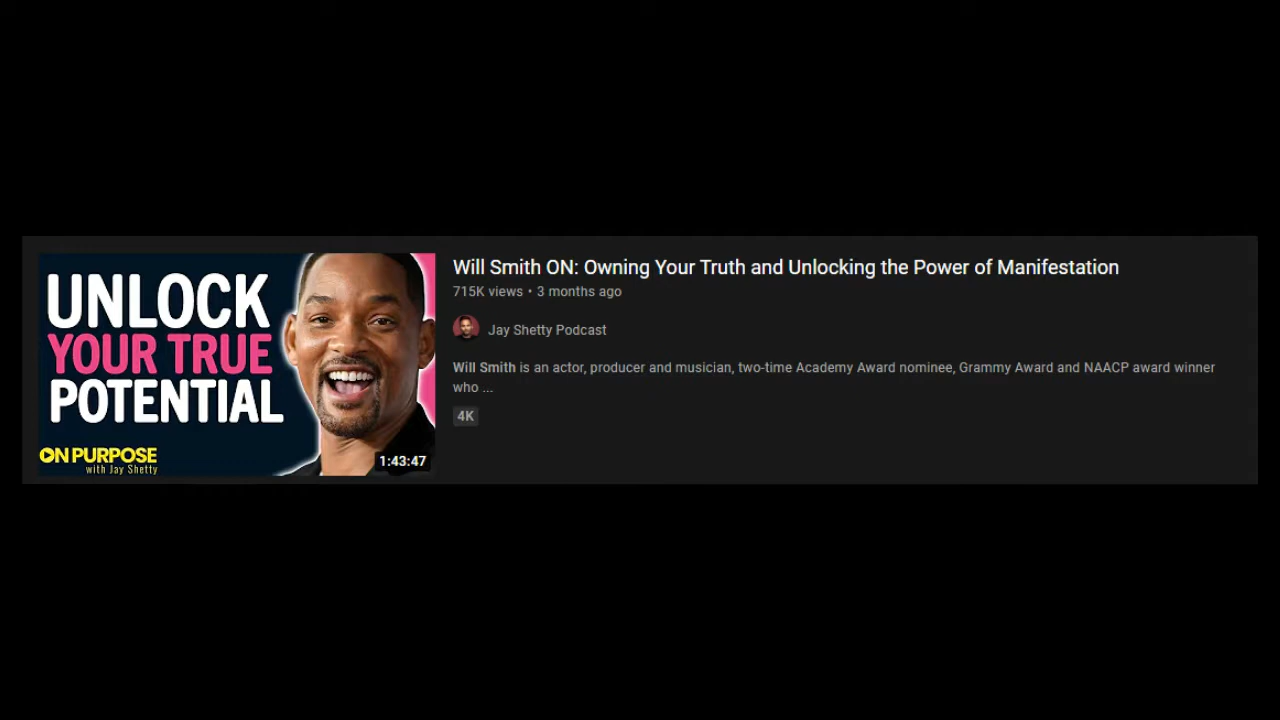 UNLOCK
YOUR TRUE
POTENTIAL
ON PURPOSE
with Jay Shetty
1:43:47
Will Smith ON: Owning Your Truth and Unlocking the Power of Manifestation
715K views • 3 months ago
Jay Shetty Podcast
Will Smith is an actor, producer and musician, two-time Academy Award nominee, Grammy Award and NAACP award winner
who ...
4K